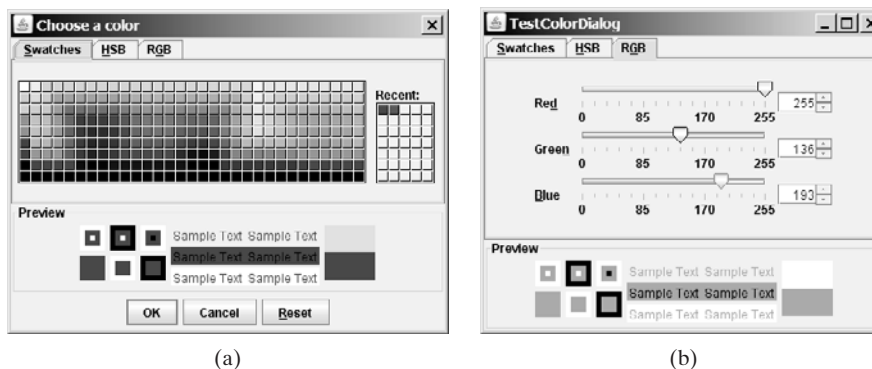 Choose a color
Swatches HSB RGB
Recent:
Preview
Sample Text Sample Text
Sample Text Sample Text
Sample Text Sample Text
OK Cancel Reset
(a)
TestColorDialog
Swatches HSB RGB
Red 255
0 85 170 255
Green 136
0 85 170 255
Blue 193
0 85 170 255
Preview
Sample Text Sample Text
Sample Text Sample Text
Sample Text Sample Text
(b)